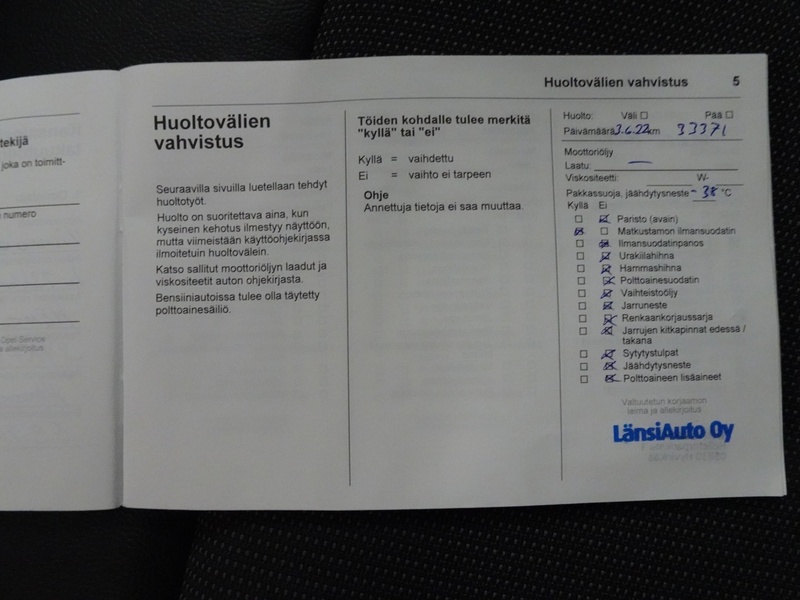 tekijä
joka on toimitt-
numero
Opel Service
Huoltovälien vahvistus 5
Huoltovälien
vahvistus
Seuraavilla sivuilla luetellaan tehdyt
huoltotyöt.
Huolto on suoritettava aina, kun
kyseinen kehotus ilmestyy näyttöön,
mutta viimeistään käyttöohjekirjassa
ilmoitetuin huoltovälein.
Katso sallitut moottoriöljyn laadut ja
viskositeetit auton ohjekirjasta.
Bensiiniautoissa tulee olla täytetty
polttoainesäiliö.
Töiden kohdalle tulee merkitä
"kyllä" tai "ei"
Kyllä = vaihdettu
Ei = vaihto ei tarpeen
Ohje
Annettuja tietoja ei saa muuttaa.
Huolto: Väli ☐ Pää ☐
Päivämäärä 3.6.22 km 33371
Moottoriöljy
Laatu: —
Viskositeetti: W-
Pakkassuoja, jäähdytysneste -38 °C
Kyllä Ei
☐ ☒ Paristo (avain)
☒ ☐ Matkustamon ilmansuodatin
☐ ☒ Ilmansuodatinpanos
☐ ☒ Urakiilahihna
☐ ☒ Hammashihna
☐ ☒ Polttoainesuodatin
☐ ☒ Vaihteistoöljy
☐ ☒ Jarruneste
☐ ☒ Renkaankorjaussarja
☐ ☒ Jarrujen kitkapinnat edessä /
takana
☐ ☒ Sytytystulpat
☐ ☒ Jäähdytysneste
☐ ☒ Polttoaineen lisäaineet
Valtuutetun korjaamon
leima ja allekirjoitus
LänsiAuto Oy